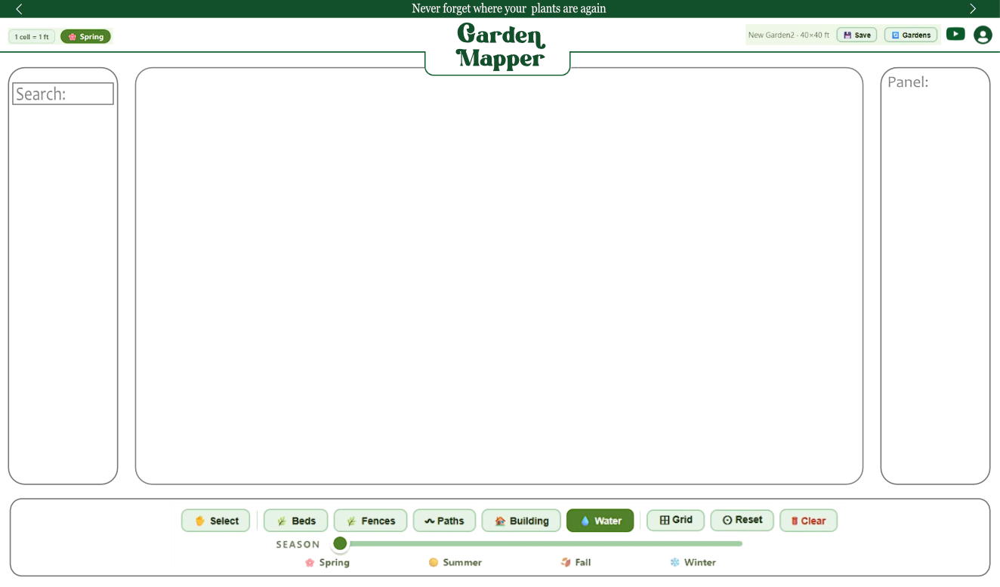 Never forget where your plants are again
1 cell = 1 ft
Spring
Garden
Mapper
New Garden2 - 40×40 ft
Save
Gardens
Search:
Panel:
Select
Beds
Fences
Paths
Building
Water
Grid
Reset
Clear
SEASON
Spring
Summer
Fall
Winter